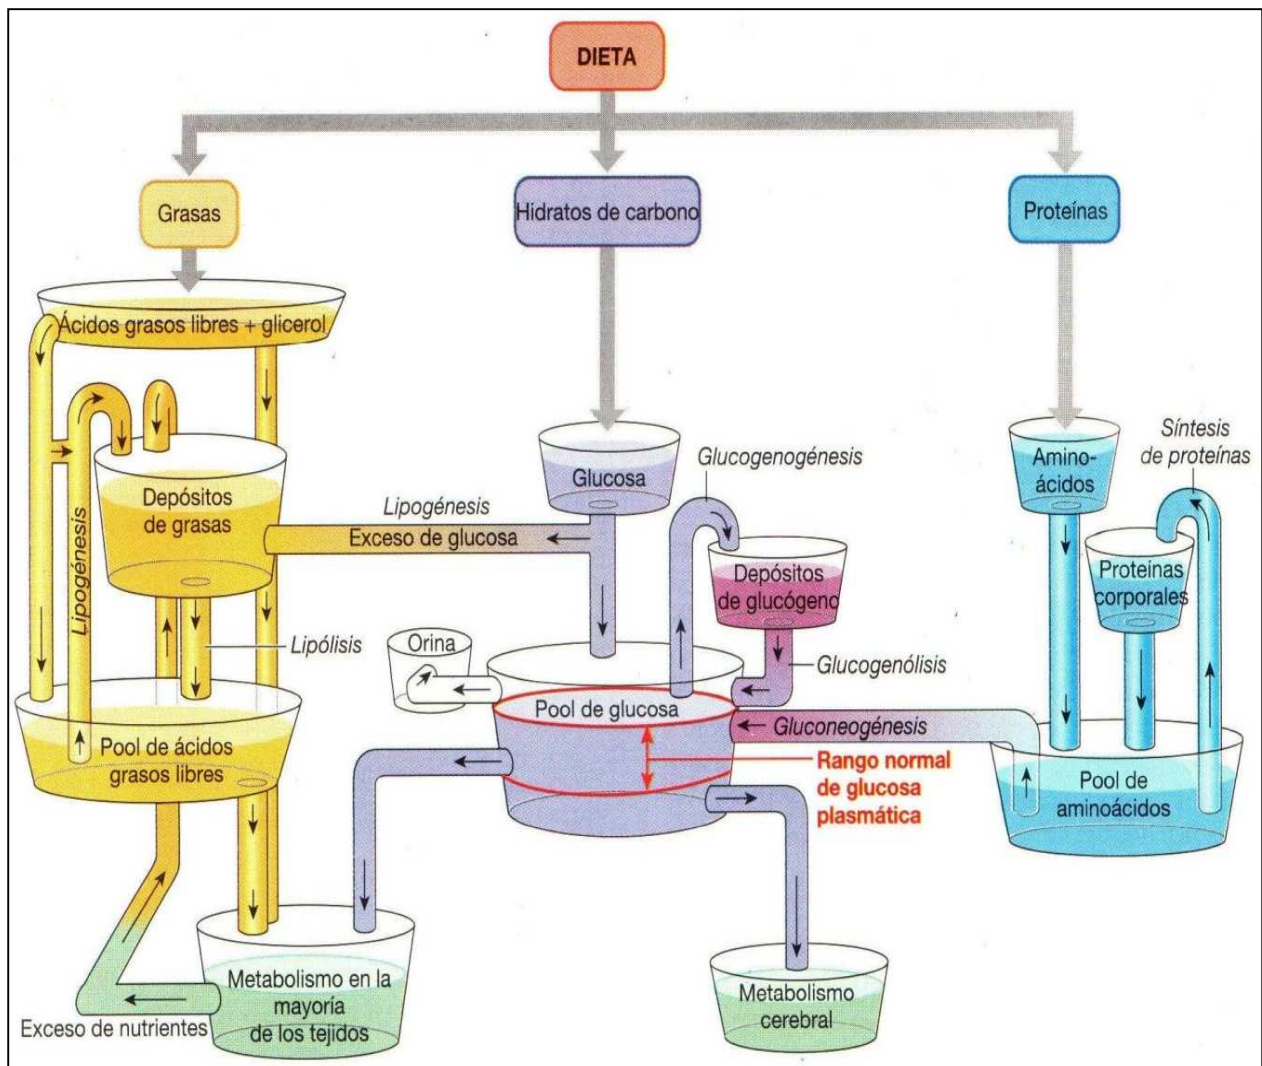 DIETA
Grasas
Hidratos de carbono
Proteínas
Ácidos grasos libres + glicerol
Glucosa
Glucogenogénesis
Amino-
ácidos
Síntesis
de proteínas
Depósitos
de grasas
Lipogénesis
Lipogénesis
Exceso de glucosa
Depósitos
de glucógeno
Proteínas
corporales
Lipólisis
Orina
Glucogenólisis
Pool de ácidos
grasos libres
Pool de glucosa
Gluconeogénesis
Rango normal
de glucosa
plasmática
Pool de
aminoácidos
Metabolismo en la
mayoría
de los tejidos
Exceso de nutrientes
Metabolismo
cerebral